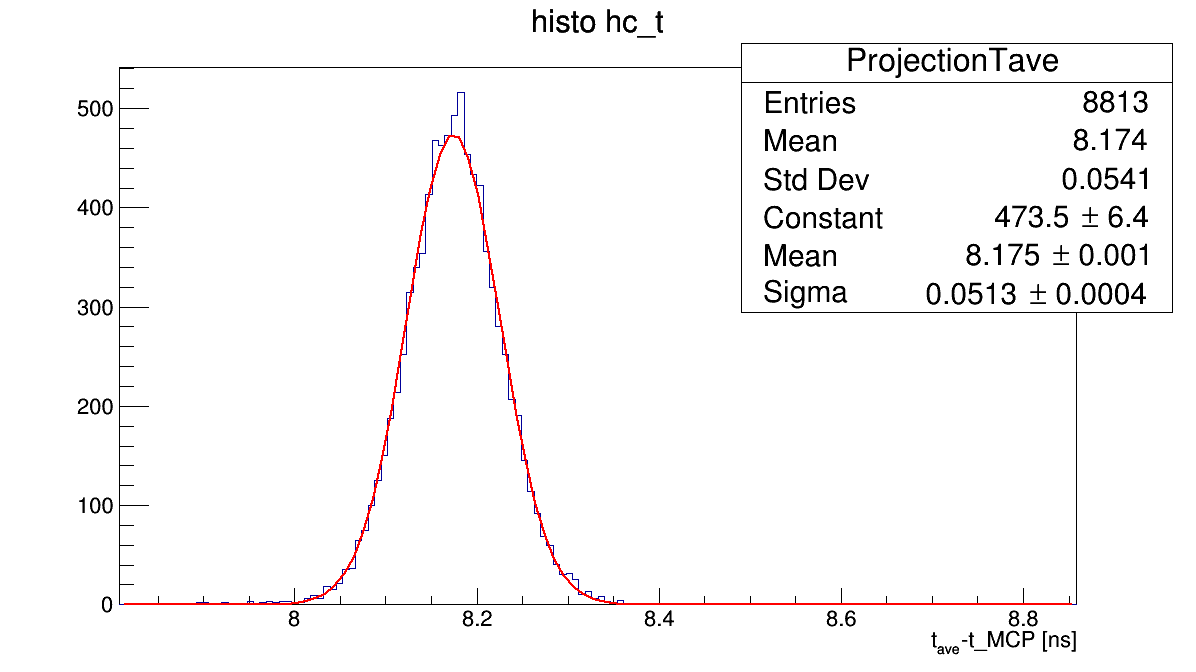 histo hc_t
ProjectionTave
Entries 8813
Mean 8.174
Std Dev 0.0541
Constant 473.5 ± 6.4
Mean 8.175 ± 0.001
Sigma 0.0513 ± 0.0004
500
400
300
200
100
0
8 8.2 8.4 8.6 8.8
t_ave-t_MCP [ns]